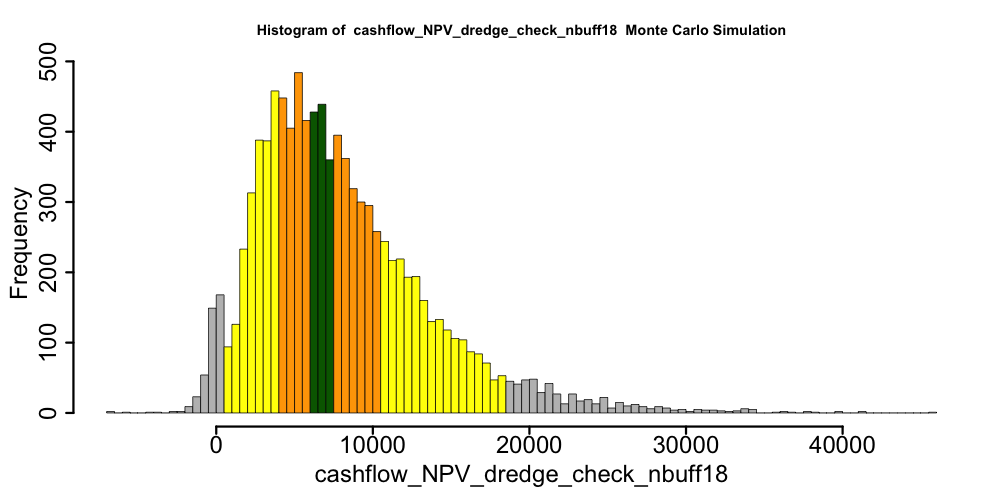 Histogram of  cashflow_NPV_dredge_check_nbuff18  Monte Carlo Simulation
Frequency
500
400
300
200
100
0
0 10000 20000 30000 40000
cashflow_NPV_dredge_check_nbuff18